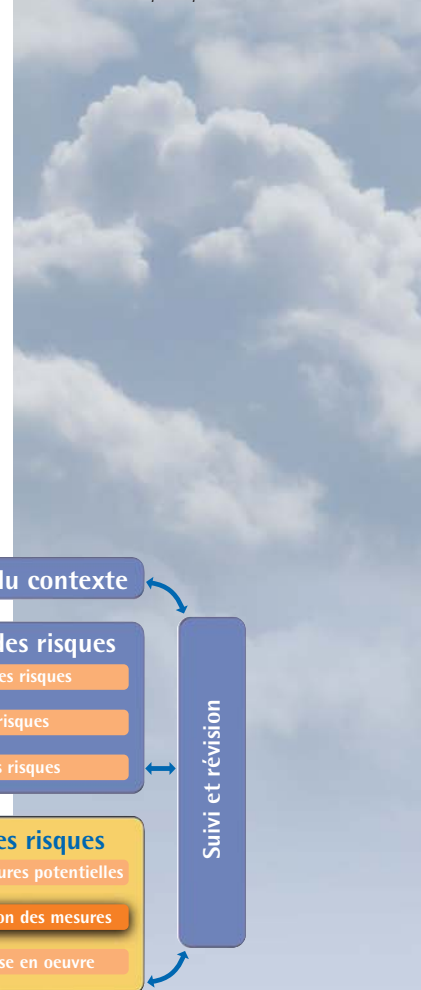 du contexte
des risques
es risques
risques
s risques
Suivi et révision
es risques
ures potentielles
on des mesures
se en oeuvre